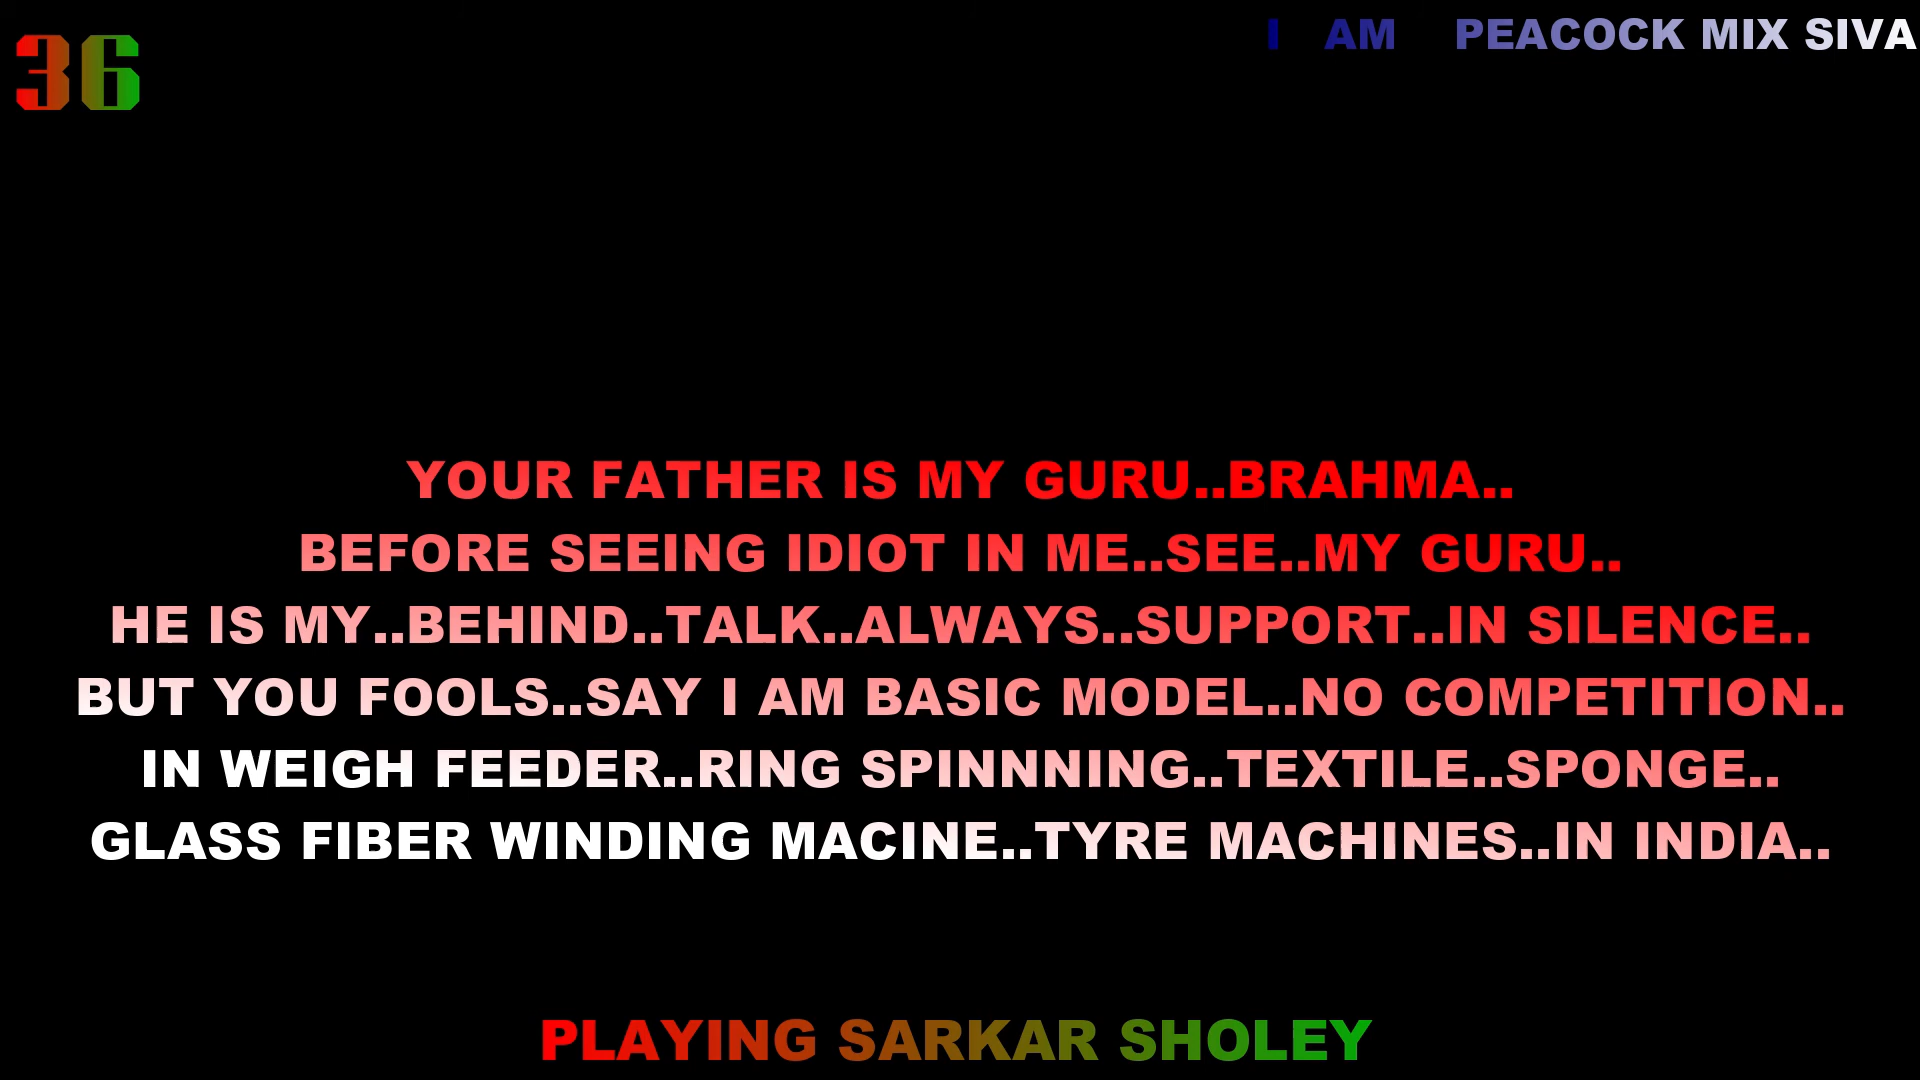 36
I AM PEACOCK MIX SIVA
YOUR FATHER IS MY GURU..BRAHMA..
BEFORE SEEING IDIOT IN ME..SEE..MY GURU..
HE IS MY..BEHIND..TALK..ALWAYS..SUPPORT..IN SILENCE..
BUT YOU FOOLS..SAY I AM BASIC MODEL..NO COMPETITION..
IN WEIGH FEEDER..RING SPINNNING..TEXTILE..SPONGE..
GLASS FIBER WINDING MACINE..TYRE MACHINES..IN INDIA..
PLAYING SARKAR SHOLEY